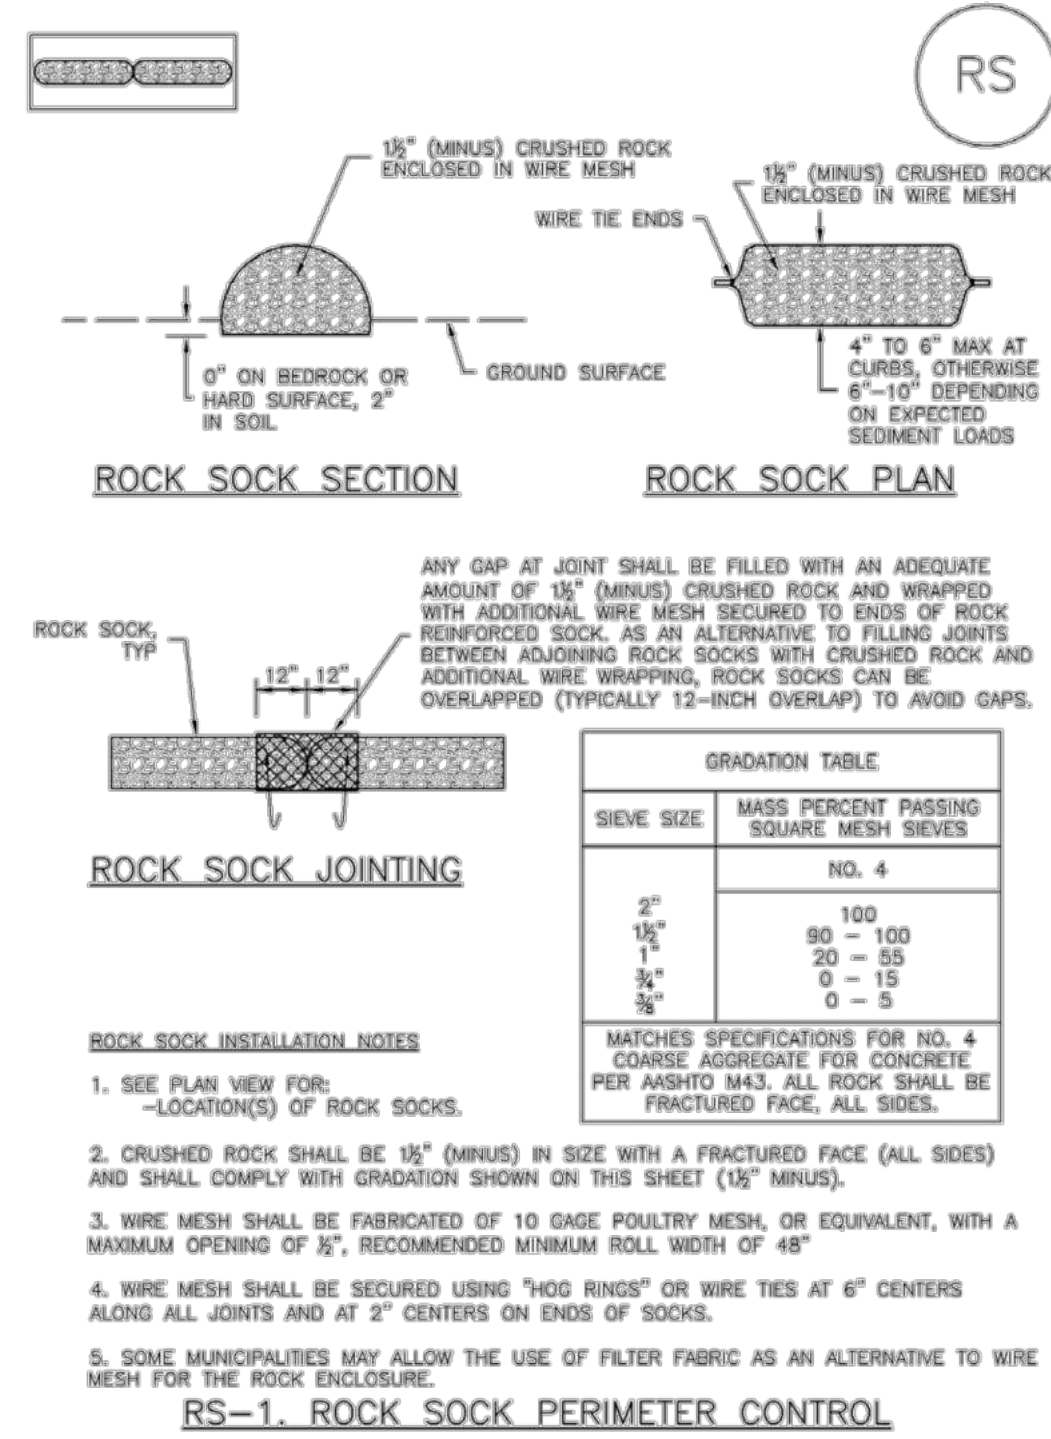 RS
1½" (MINUS) CRUSHED ROCK
ENCLOSED IN WIRE MESH
1½" (MINUS) CRUSHED ROCK
ENCLOSED IN WIRE MESH
WIRE TIE ENDS
GROUND SURFACE
0" ON BEDROCK OR
HARD SURFACE, 2"
IN SOIL
4" TO 6" MAX AT
CURBS, OTHERWISE
6"-10" DEPENDING
ON EXPECTED
SEDIMENT LOADS
ROCK SOCK SECTION
ROCK SOCK PLAN
ANY GAP AT JOINT SHALL BE FILLED WITH AN ADEQUATE
AMOUNT OF 1½" (MINUS) CRUSHED ROCK AND WRAPPED
WITH ADDITIONAL WIRE MESH SECURED TO ENDS OF ROCK
REINFORCED SOCK. AS AN ALTERNATIVE TO FILLING JOINTS
BETWEEN ADJOINING ROCK SOCKS WITH CRUSHED ROCK AND
ADDITIONAL WIRE WRAPPING, ROCK SOCKS CAN BE
OVERLAPPED (TYPICALLY 12-INCH OVERLAP) TO AVOID GAPS.
ROCK SOCK,
TYP
12" 12"
ROCK SOCK JOINTING
GRADATION TABLE
SIEVE SIZE
MASS PERCENT PASSING
SQUARE MESH SIEVES
NO. 4
2" 100
1½" 90 - 100
1" 20 - 55
¾" 0 - 15
⅜" 0 - 5
MATCHES SPECIFICATIONS FOR NO. 4
COARSE AGGREGATE FOR CONCRETE
PER AASHTO M43. ALL ROCK SHALL BE
FRACTURED FACE, ALL SIDES.
ROCK SOCK INSTALLATION NOTES
1. SEE PLAN VIEW FOR:
-LOCATION(S) OF ROCK SOCKS.
2. CRUSHED ROCK SHALL BE 1½" (MINUS) IN SIZE WITH A FRACTURED FACE (ALL SIDES)
AND SHALL COMPLY WITH GRADATION SHOWN ON THIS SHEET (1½" MINUS).
3. WIRE MESH SHALL BE FABRICATED OF 10 GAGE POULTRY MESH, OR EQUIVALENT, WITH A
MAXIMUM OPENING OF ½", RECOMMENDED MINIMUM ROLL WIDTH OF 48"
4. WIRE MESH SHALL BE SECURED USING "HOG RINGS" OR WIRE TIES AT 6" CENTERS
ALONG ALL JOINTS AND AT 2" CENTERS ON ENDS OF SOCKS.
5. SOME MUNICIPALITIES MAY ALLOW THE USE OF FILTER FABRIC AS AN ALTERNATIVE TO WIRE
MESH FOR THE ROCK ENCLOSURE.
RS-1. ROCK SOCK PERIMETER CONTROL